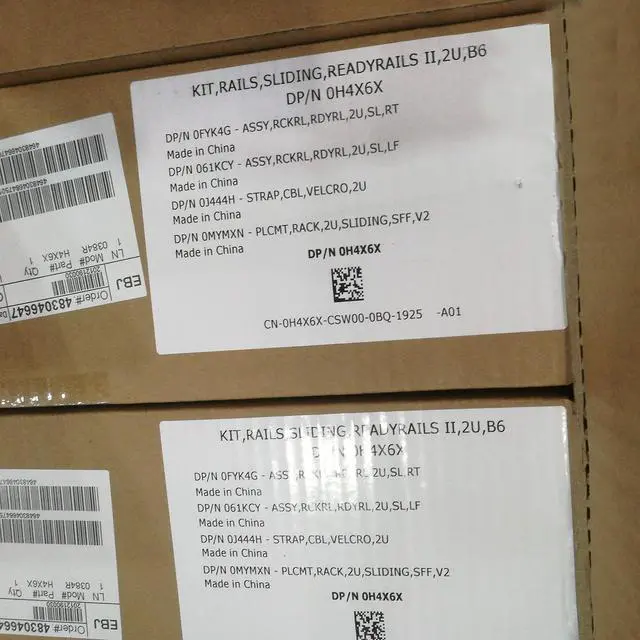 KIT,RAILS,SLIDING,READYRAILS II,2U,B6
DP/N 0H4X6X
DP/N 0FYK4G - ASSY,RCKRL,RDYRL,2U,SL,RT
Made in China
DP/N 061KCY - ASSY,RCKRL,RDYRL,2U,SL,LF
Made in China
DP/N 0J444H - STRAP,CBL,VELCRO,2U
Made in China
DP/N 0MYMXN - PLCMT,RACK,2U,SLIDING,SFF,V2
Made in China
DP/N 0H4X6X
CN-0H4X6X-CSW00-0BQ-1925 -A01
EBJ
Order# 483046647
LN Mod# Part# Qty
1 0384R H4X6X 1
KIT,RAILS,SLIDING,READYRAILS II,2U,B6
DP/N 0H4X6X
DP/N 0FYK4G - ASSY,RCKRL,RDYRL,2U,SL,RT
Made in China
DP/N 061KCY - ASSY,RCKRL,RDYRL,2U,SL,LF
Made in China
DP/N 0J444H - STRAP,CBL,VELCRO,2U
Made in China
DP/N 0MYMXN - PLCMT,RACK,2U,SLIDING,SFF,V2
Made in China
DP/N 0H4X6X
EBJ
Order# 48304664
LN Mod# Part# Qty
1 0384R H4X6X 1